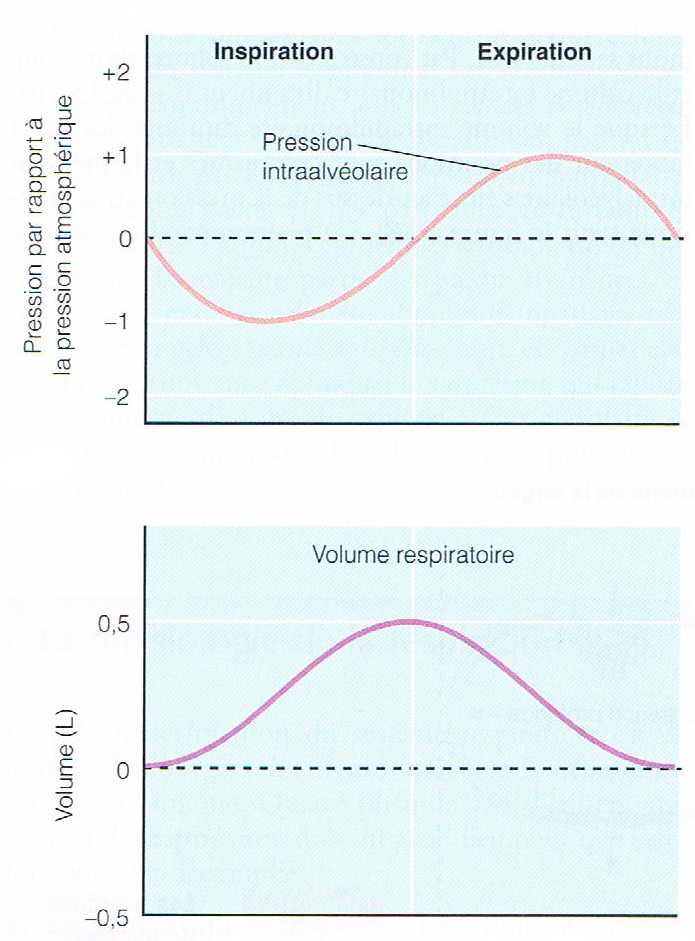 Inspiration
Expiration
+2
+1
0
–1
–2
Pression par rapport à
la pression atmosphérique
Pression
intraalvéolaire
Volume respiratoire
0,5
0
–0,5
Volume (L)